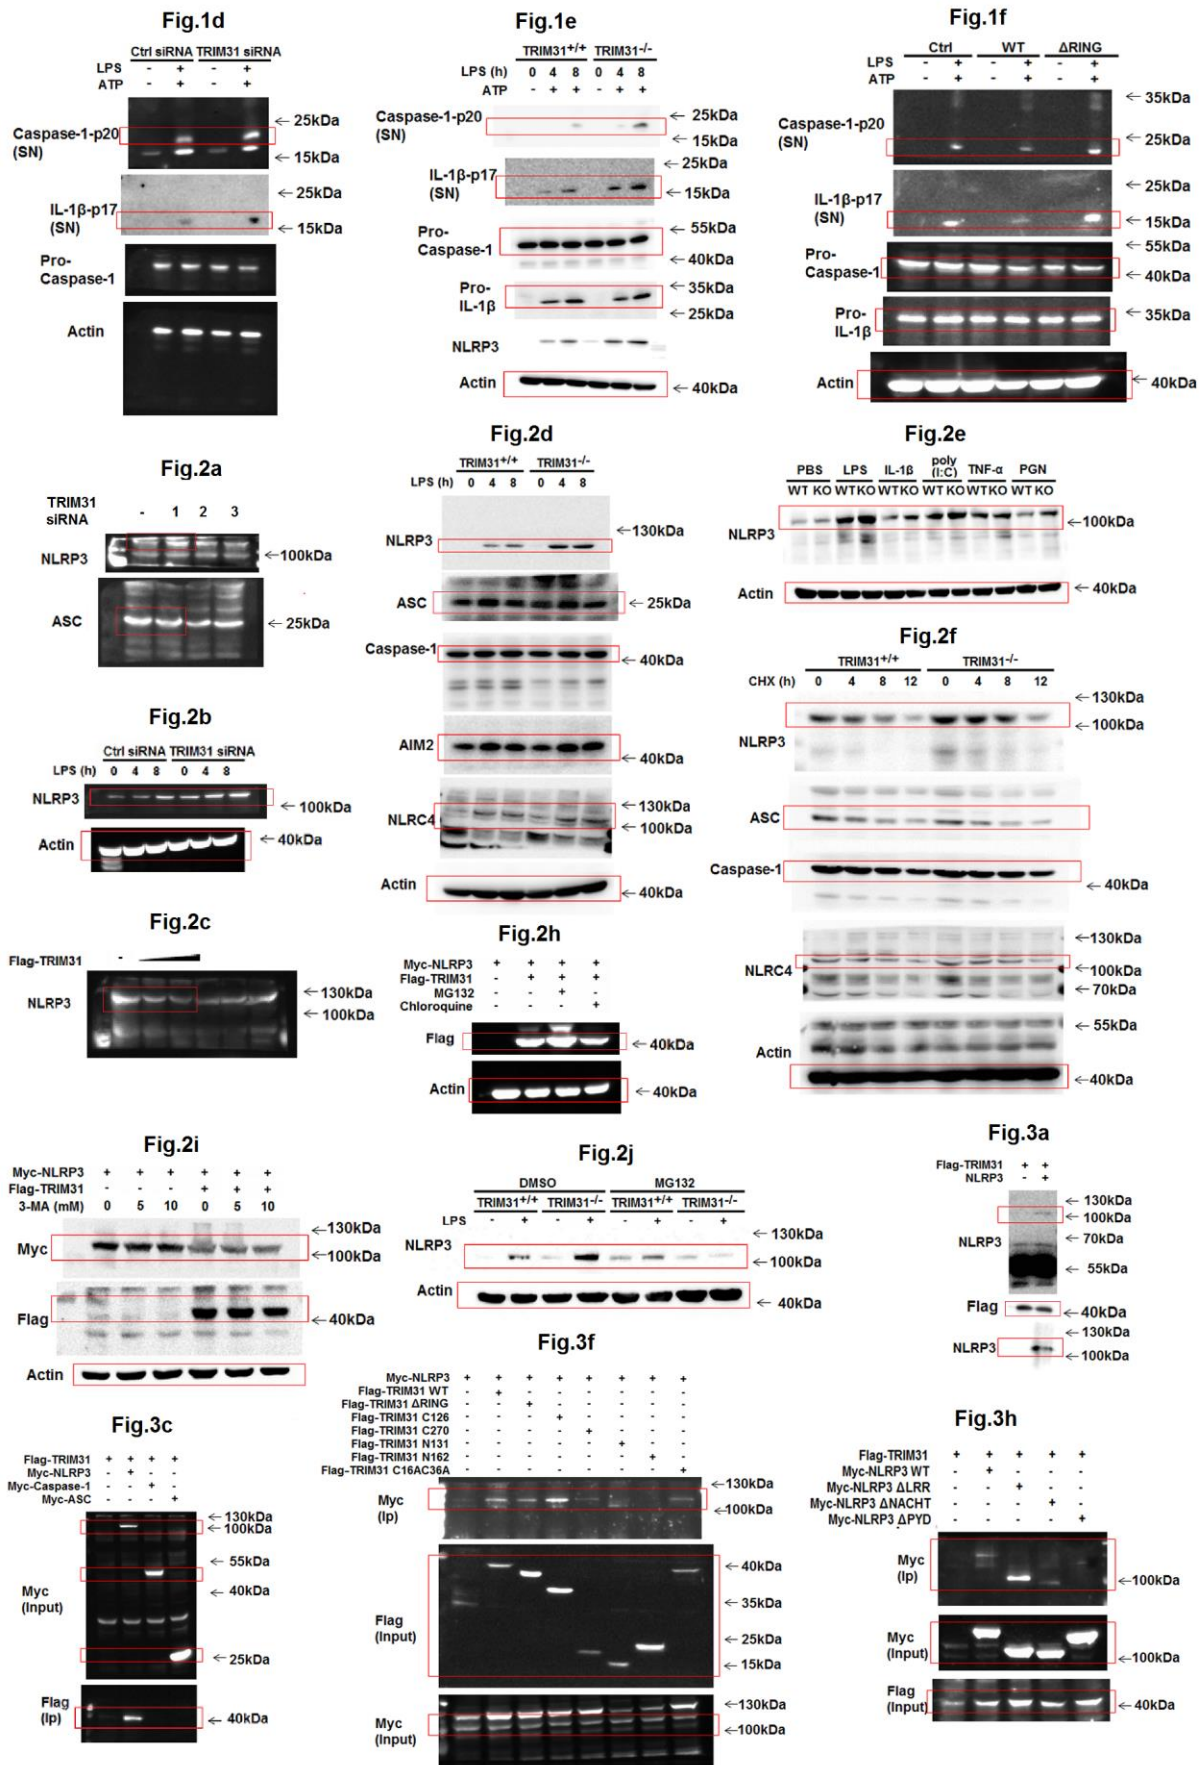 Fig.1d
Ctrl siRNA TRIM31 siRNA
LPS - + - +
ATP - + - +
Caspase-1-p20
(SN)
←25kDa
←15kDa
IL-1β-p17
(SN)
←25kDa
←15kDa
Pro-
Caspase-1
Actin
Fig.1e
TRIM31+/+ TRIM31-/-
LPS (h) 0 4 8 0 4 8
ATP - + + - + +
Caspase-1-p20
(SN)
←25kDa
←15kDa
IL-1β-p17
(SN)
←25kDa
←15kDa
Pro-
Caspase-1
←55kDa
←40kDa
Pro-
IL-1β
←35kDa
←25kDa
NLRP3
Actin
←40kDa
Fig.1f
Ctrl WT ΔRING
LPS - + - + - +
ATP - + - + - +
Caspase-1-p20
(SN)
←35kDa
←25kDa
IL-1β-p17
(SN)
←25kDa
←15kDa
Pro-
Caspase-1
←55kDa
←40kDa
Pro-
IL-1β
←35kDa
Actin
←40kDa
Fig.2a
TRIM31
siRNA - 1 2 3
NLRP3 ←100kDa
ASC ←25kDa
Fig.2b
Ctrl siRNA TRIM31 siRNA
LPS (h) 0 4 8 0 4 8
NLRP3 ←100kDa
Actin ←40kDa
Fig.2c
Flag-TRIM31 -
NLRP3
←130kDa
←100kDa
Fig.2d
TRIM31+/+ TRIM31-/-
LPS (h) 0 4 8 0 4 8
←130kDa
NLRP3
ASC ←25kDa
Caspase-1
←40kDa
AIM2
←40kDa
NLRC4
←130kDa
←100kDa
Actin ←40kDa
Fig.2e
PBS LPS IL-1β poly (I:C) TNF-α PGN
WT KO WT KO WT KO WT KO WT KO WT KO
NLRP3 ←100kDa
Actin ←40kDa
Fig.2f
TRIM31+/+ TRIM31-/-
CHX (h) 0 4 8 12 0 4 8 12
←130kDa
←100kDa
NLRP3
ASC
Caspase-1
←40kDa
NLRC4
←130kDa
←100kDa
←70kDa
←55kDa
Actin
←40kDa
Fig.2h
Myc-NLRP3 + + + +
Flag-TRIM31 - + + +
MG132 - - + -
Chloroquine - - - +
Flag ←40kDa
Actin ←40kDa
Fig.2i
Myc-NLRP3 + + + + + +
Flag-TRIM31 - - - + + +
3-MA (mM) 0 5 10 0 5 10
Myc
←130kDa
←100kDa
Flag ←40kDa
Actin
Fig.2j
DMSO MG132
TRIM31+/+ TRIM31-/- TRIM31+/+ TRIM31-/-
LPS - + - + - + - +
NLRP3
←130kDa
←100kDa
Actin
←40kDa
Fig.3a
Flag-TRIM31 + +
NLRP3 - +
←130kDa
←100kDa
NLRP3
←70kDa
←55kDa
Flag ←40kDa
NLRP3
←130kDa
←100kDa
Fig.3c
Flag-TRIM31 + + + +
Myc-NLRP3 - + - -
Myc-Caspase-1 - - + -
Myc-ASC - - - +
←130kDa
←100kDa
←55kDa
←40kDa
Myc
(Input)
←25kDa
Flag
(Ip)
←40kDa
Fig.3f
Myc-NLRP3 + + + + + + + +
Flag-TRIM31 WT - + - - - - - -
Flag-TRIM31 ΔRING - - + - - - - -
Flag-TRIM31 C126 - - - + - - - -
Flag-TRIM31 C270 - - - - + - - -
Flag-TRIM31 N131 - - - - - + - -
Flag-TRIM31 N162 - - - - - - + -
Flag-TRIM31 C16AC36A - - - - - - - +
Myc
(Ip)
←130kDa
←100kDa
Flag
(Input)
←40kDa
←35kDa
←25kDa
←15kDa
Myc
(Input)
←130kDa
←100kDa
Fig.3h
Flag-TRIM31 + + + + +
Myc-NLRP3 WT - + - - -
Myc-NLRP3 ΔLRR - - + - -
Myc-NLRP3 ΔNACHT - - - + -
Myc-NLRP3 ΔPYD - - - - +
Myc
(Ip)
←100kDa
Myc
(Input)
←100kDa
Flag
(Input)
←40kDa